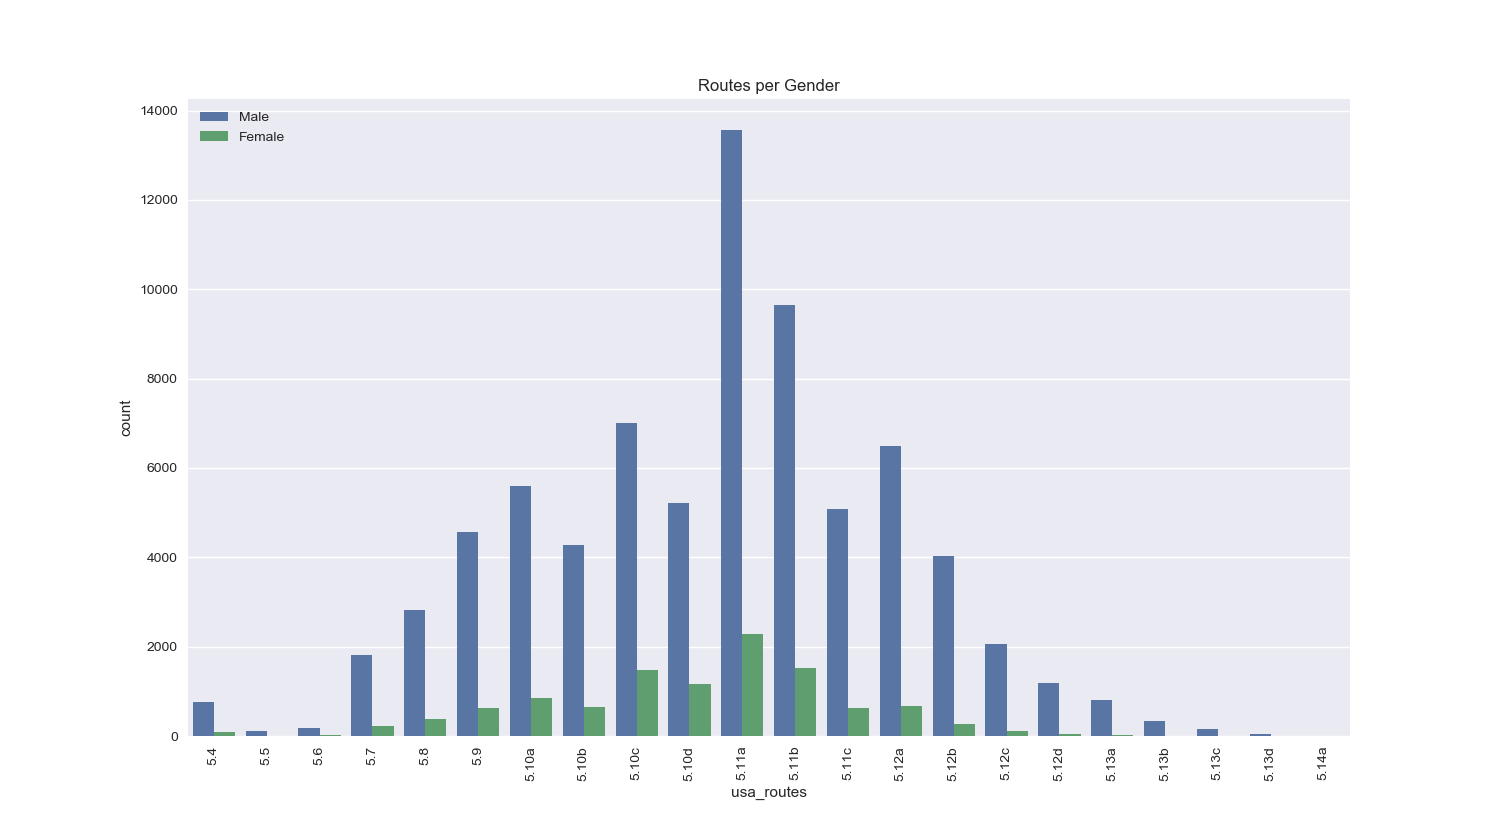 Routes per Gender
Male
Female
14000
12000
10000
8000
6000
4000
2000
0
count
5.4
5.5
5.6
5.7
5.8
5.9
5.10a
5.10b
5.10c
5.10d
5.11a
5.11b
5.11c
5.12a
5.12b
5.12c
5.12d
5.13a
5.13b
5.13c
5.13d
5.14a
usa_routes